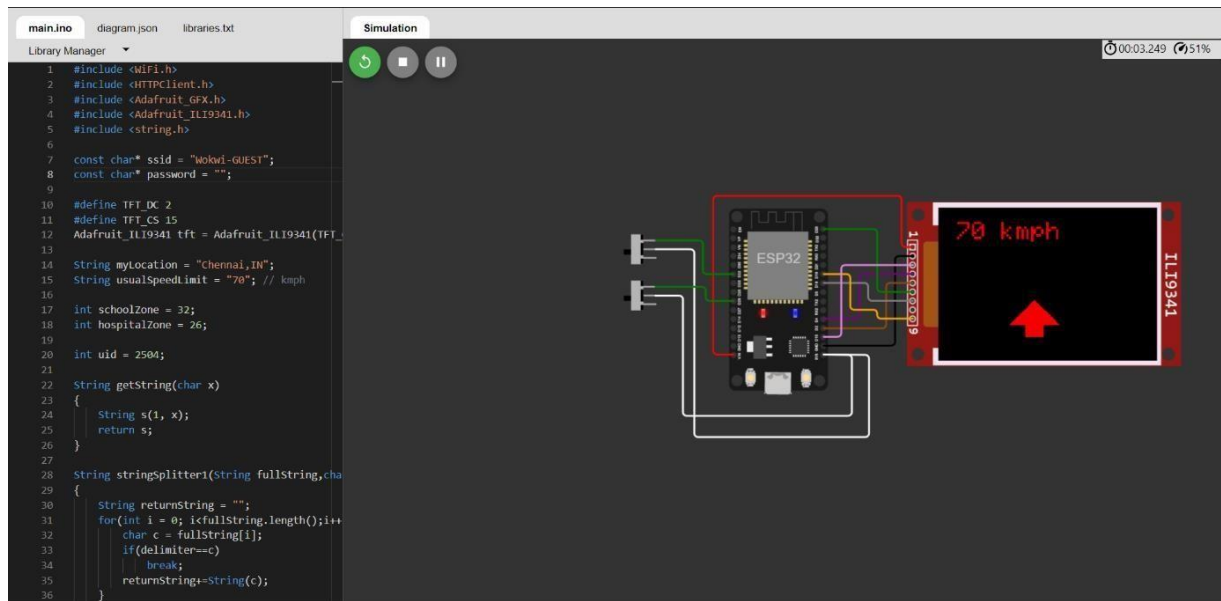 main.ino diagram.json libraries.txt
Library Manager
1 #include <WiFi.h>
2 #include <HTTPClient.h>
3 #include <Adafruit_GFX.h>
4 #include <Adafruit_ILI9341.h>
5 #include <string.h>
6
7 const char* ssid = "Wokwi-GUEST";
8 const char* password = "";
9
10 #define TFT_DC 2
11 #define TFT_CS 15
12 Adafruit_ILI9341 tft = Adafruit_ILI9341(TFT_
13
14 String myLocation = "Chennai,IN";
15 String usualSpeedLimit = "70"; // kmph
16
17 int schoolZone = 32;
18 int hospitalZone = 26;
19
20 int uid = 2504;
21
22 String getString(char x)
23 {
24 String s(1, x);
25 return s;
26 }
27
28 String stringSplitter1(String fullString,cha
29 {
30 String returnString = "";
31 for(int i = 0; i<fullString.length();i++
32 char c = fullString[i];
33 if(delimiter==c)
34 break;
35 returnString+=String(c);
36 }
Simulation
00:03.249 51%
ESP32
1
9
70 kmph
ILI9341